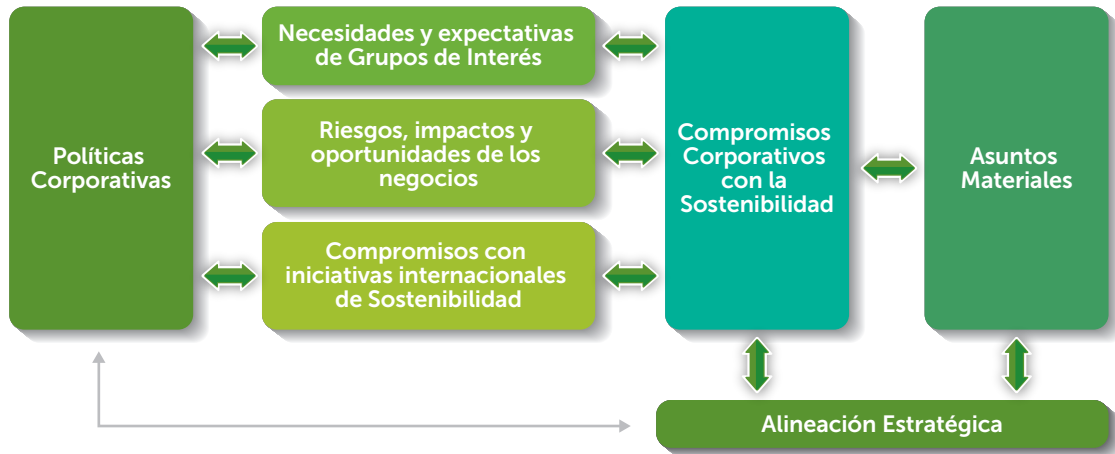 Políticas
Corporativas
Necesidades y expectativas
de Grupos de Interés
Riesgos, impactos y
oportunidades de los
negocios
Compromisos con
iniciativas internacionales
de Sostenibilidad
Compromisos
Corporativos
con la
Sostenibilidad
Asuntos
Materiales
Alineación Estratégica